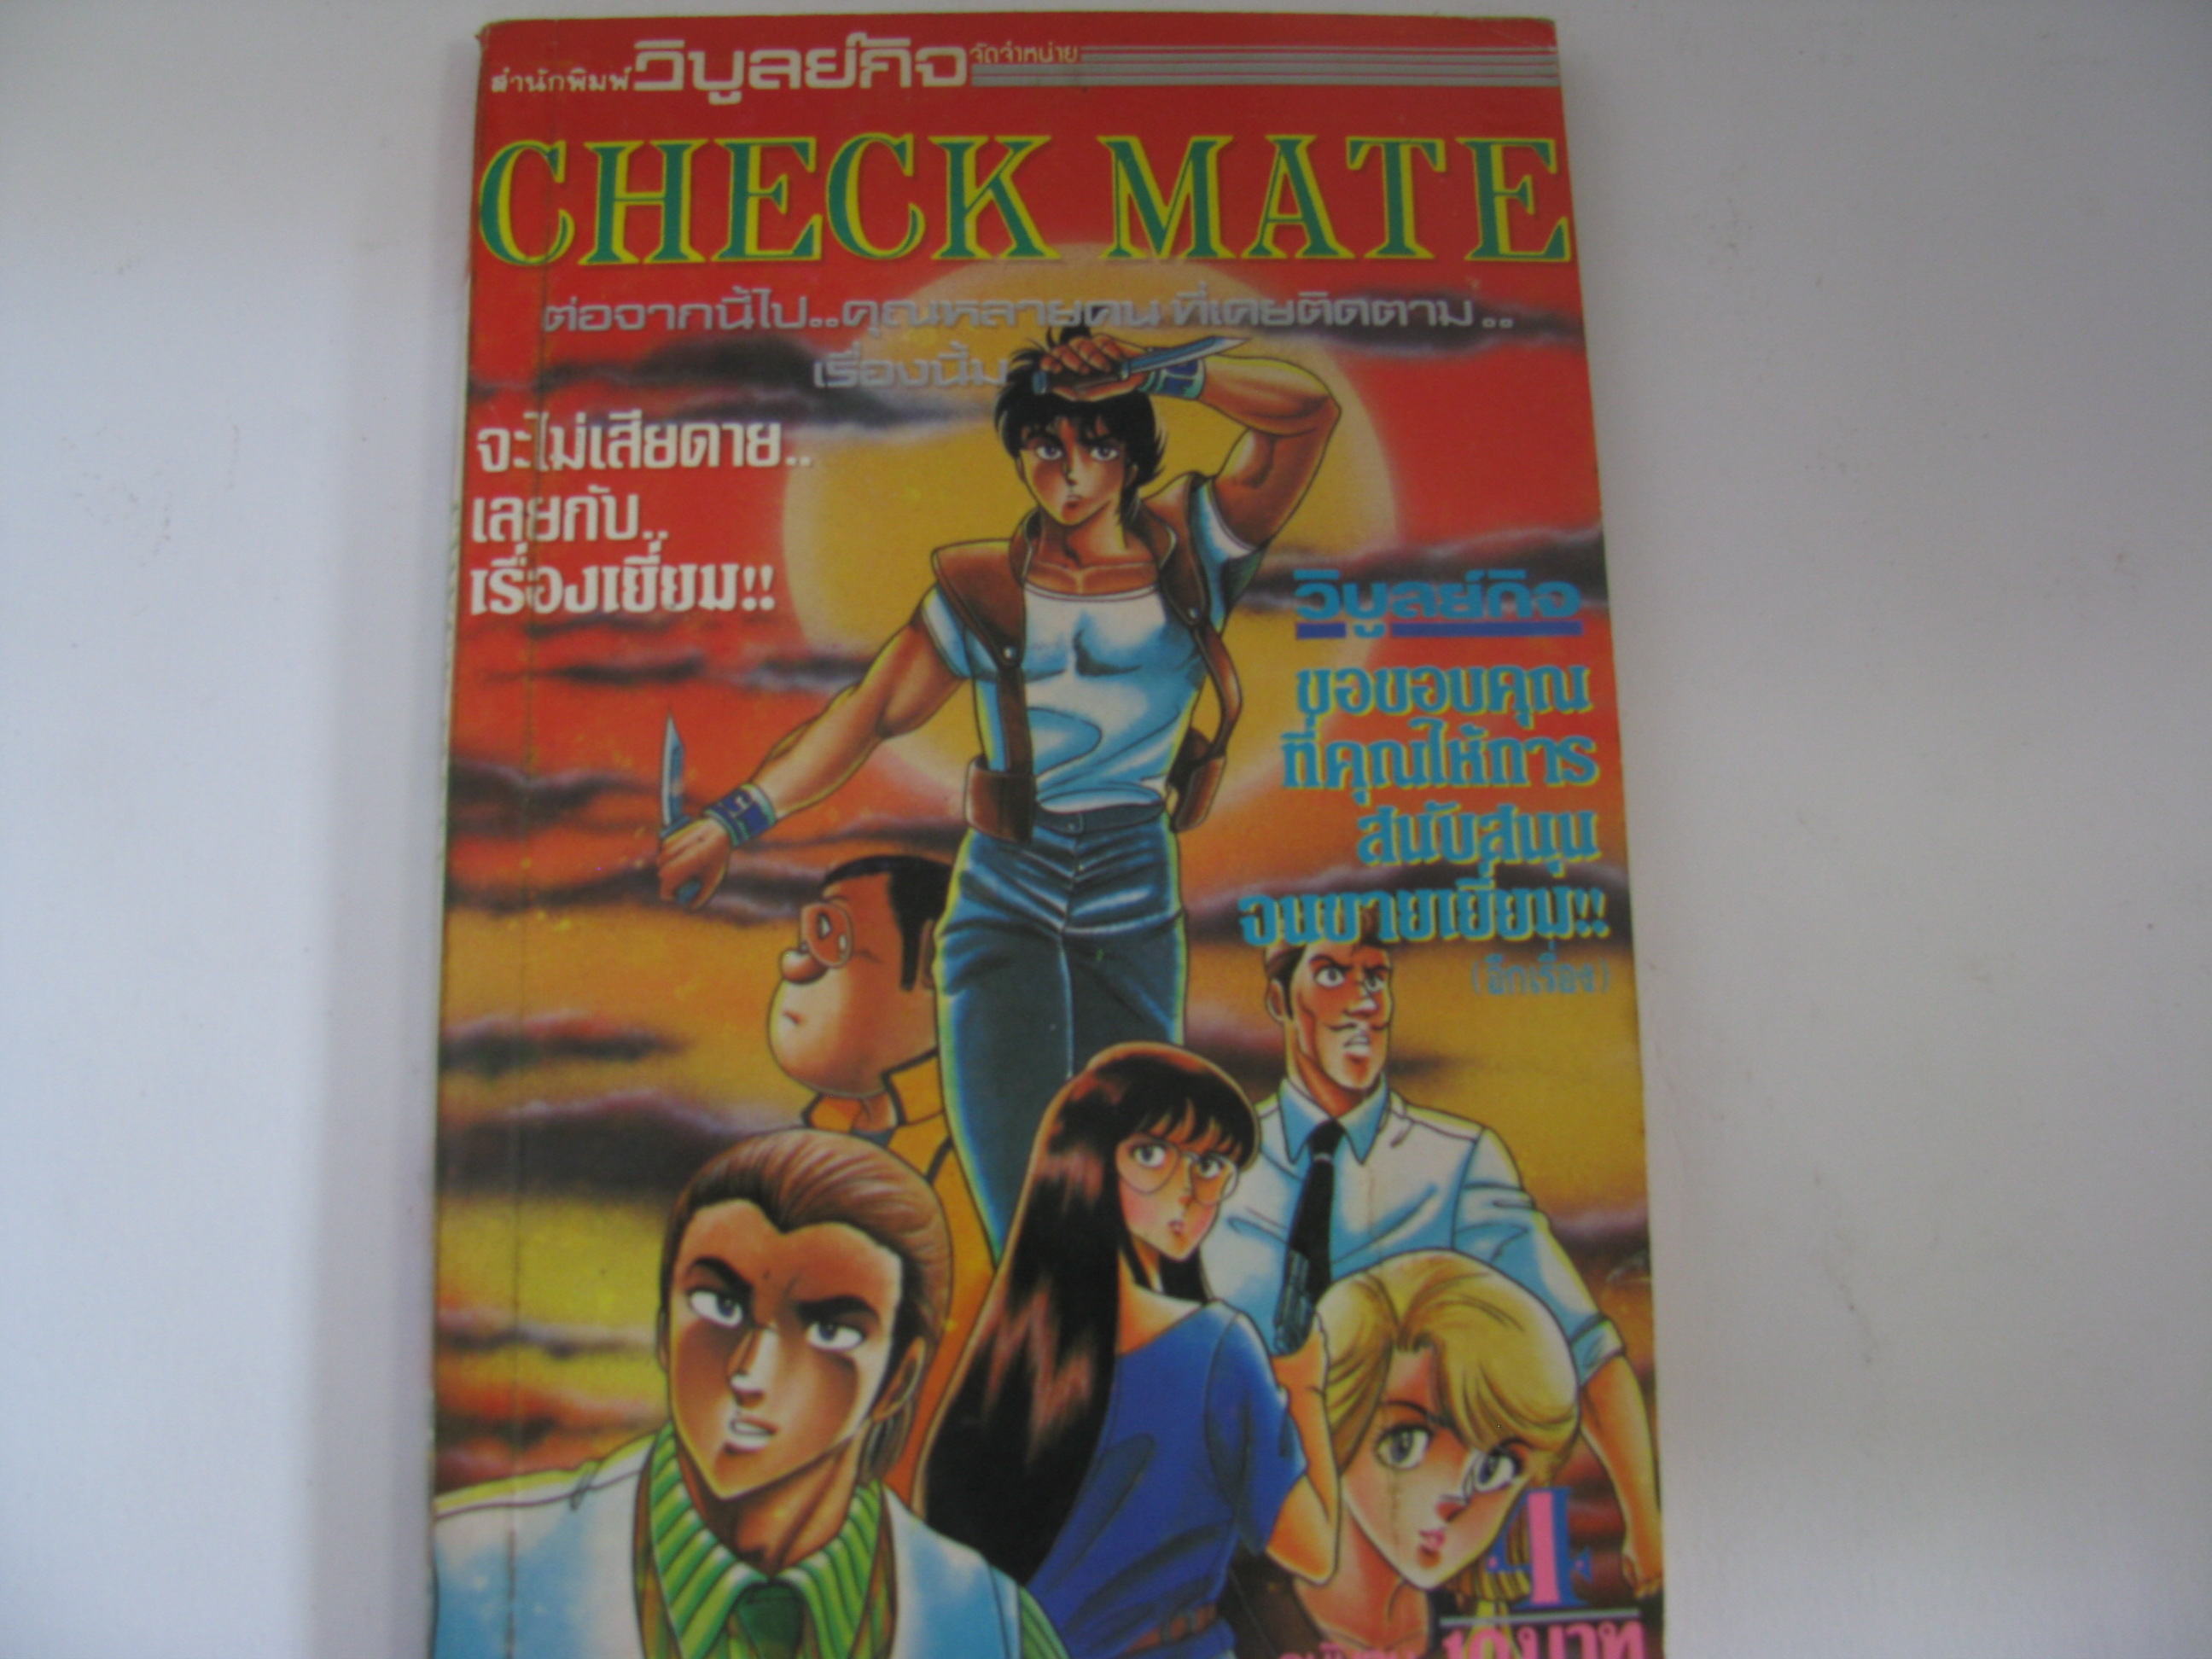 สำนักพิมพ์วิบูลย์กิจ จัดจำหน่าย
CHECK MATE
ต่อจากนี้ไป..คุณหลายคน ที่เคยติดตาม..
เรื่องนี้ม
จะไม่เสียดาย..
เลยกับ..
เรื่องเยี่ยม!!
วิบูลย์กิจ
ขอขอบคุณ
ที่คุณให้การ
สนับสนุน
จนขายเยี่ยม!!
(อีกเรื่อง)
1
10 บาท